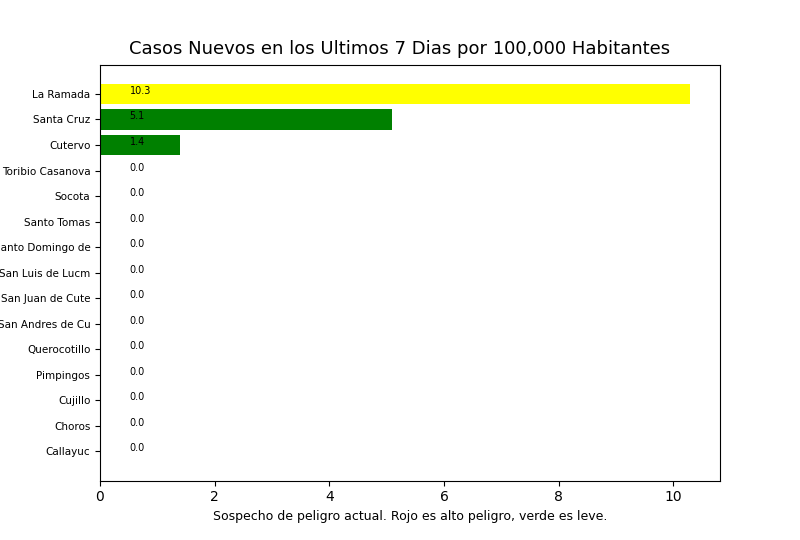 Casos Nuevos en los Ultimos 7 Dias por 100,000 Habitantes
La Ramada 10.3
Santa Cruz 5.1
Cutervo 1.4
Toribio Casanova 0.0
Socota 0.0
Santo Tomas 0.0
anto Domingo de 0.0
San Luis de Lucm 0.0
San Juan de Cute 0.0
San Andres de Cu 0.0
Querocotillo 0.0
Pimpingos 0.0
Cujillo 0.0
Choros 0.0
Callayuc 0.0
0 2 4 6 8 10
Sospecho de peligro actual. Rojo es alto peligro, verde es leve.